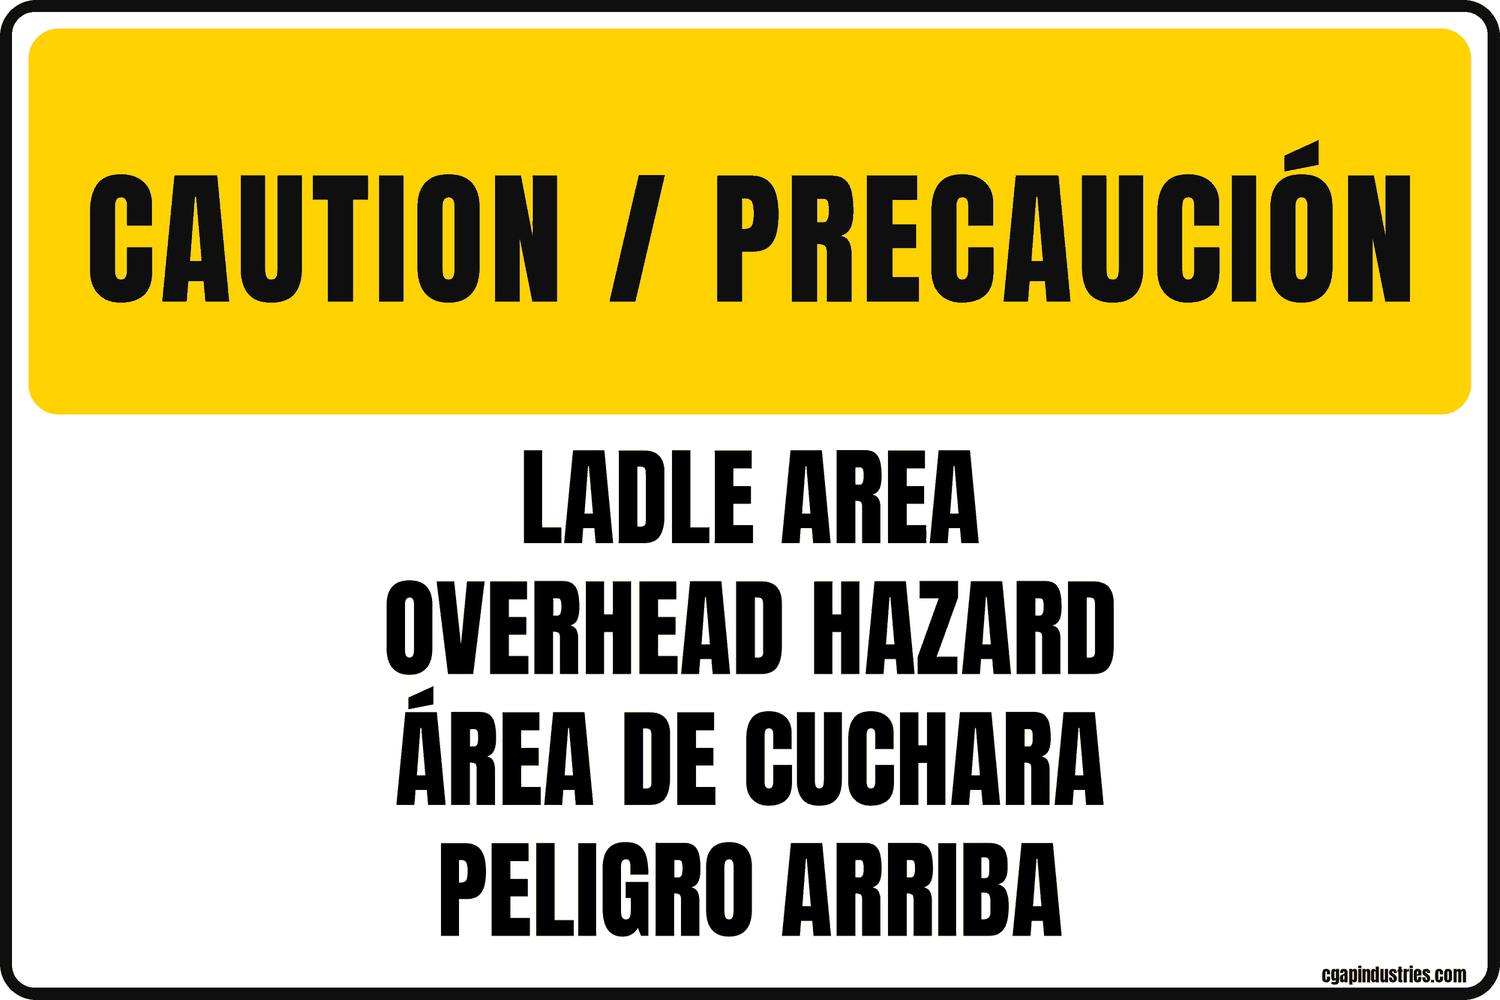 CAUTION / PRECAUCIÓN
LADLE AREA
OVERHEAD HAZARD
ÁREA DE CUCHARA
PELIGRO ARRIBA
cgapindustries.com